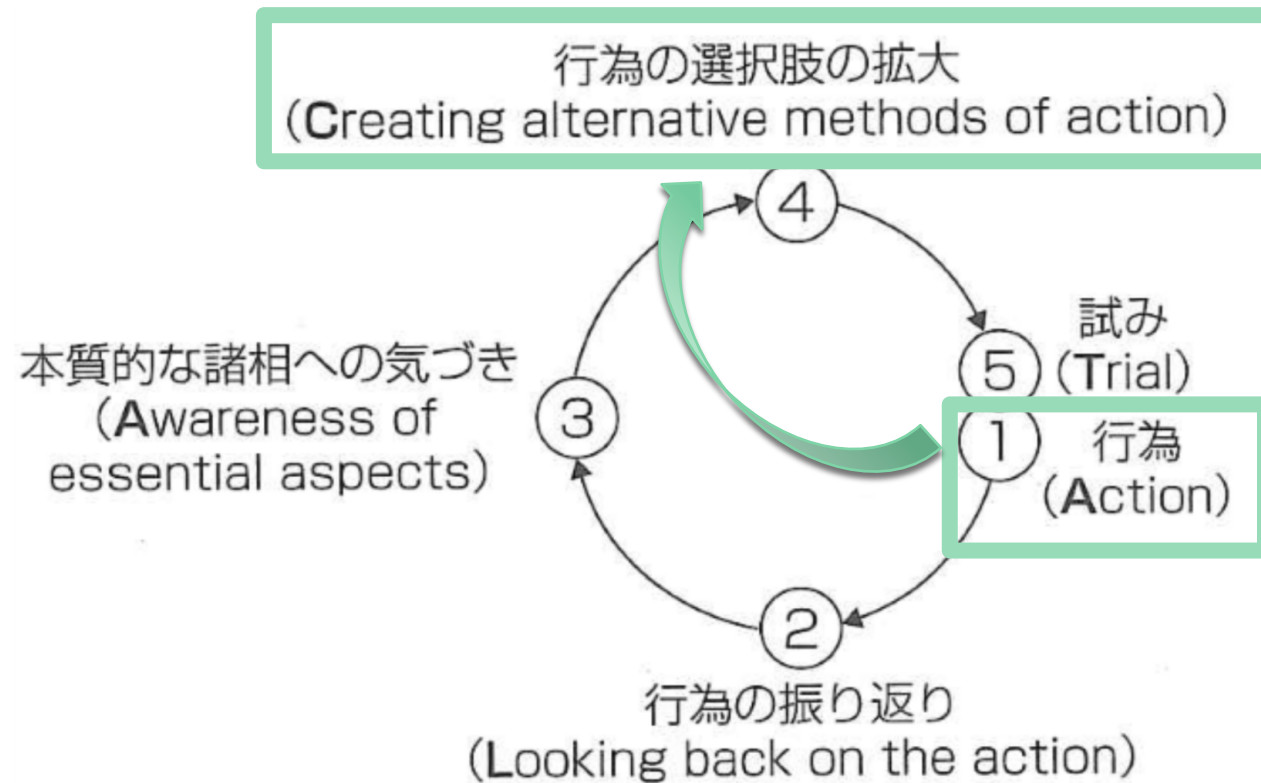 行為の選択肢の拡大
(Creating alternative methods of action)
④
試み
⑤ (Trial)
本質的な諸相への気づき
(Awareness of
essential aspects)
③
① 行為
(Action)
②
行為の振り返り
(Looking back on the action)